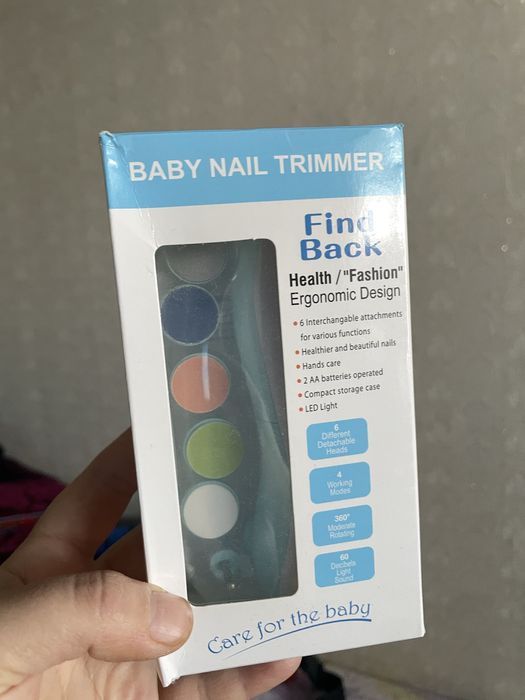 BABY NAIL TRIMMER
Find
Back
Health / "Fashion"
Ergonomic Design
• 6 Interchangable attachments
for various functions
• Healthier and beautiful nails
• Hands care
• 2 AA batteries operated
• Compact storage case
• LED Light
6
Different
Detachable
Heads
4
Working
Modes
360°
Moderate
Rotating
60
Decibels
Light
Sound
Care for the baby